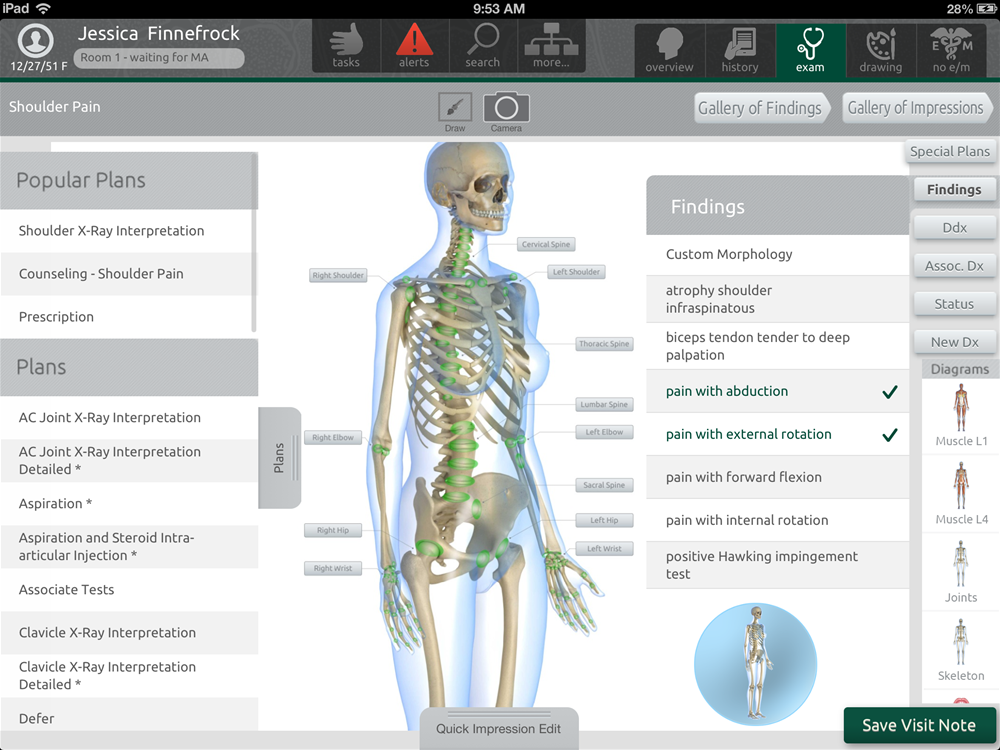 iPad
9:53 AM
28%
Jessica Finnefrock
12/27/51 F
Room 1 - waiting for MA
tasks
alerts
search
more...
overview
history
exam
drawing
E M
no e/m
Shoulder Pain
Draw
Camera
Gallery of Findings
Gallery of Impressions
Special Plans
Popular Plans
Shoulder X-Ray Interpretation
Counseling - Shoulder Pain
Prescription
Plans
AC Joint X-Ray Interpretation
AC Joint X-Ray Interpretation
Detailed *
Aspiration *
Aspiration and Steroid Intra-
articular Injection *
Associate Tests
Clavicle X-Ray Interpretation
Clavicle X-Ray Interpretation
Detailed *
Defer
Plans
Cervical Spine
Right Shoulder
Left Shoulder
Thoracic Spine
Lumbar Spine
Right Elbow
Left Elbow
Sacral Spine
Left Hip
Right Hip
Left Wrist
Right Wrist
Quick Impression Edit
Findings
Custom Morphology
atrophy shoulder
infraspinatous
biceps tendon tender to deep
palpation
pain with abduction
pain with external rotation
pain with forward flexion
pain with internal rotation
positive Hawking impingement
test
Findings
Ddx
Assoc. Dx
Status
New Dx
Diagrams
Muscle L1
Muscle L4
Joints
Skeleton
Save Visit Note